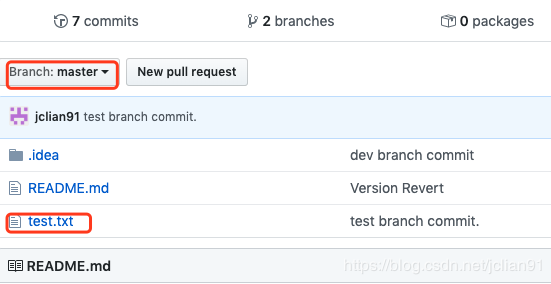 7 commits 2 branches 0 packages
Branch: master New pull request
jclian91 test branch commit.
.idea dev branch commit
README.md Version Revert
test.txt test branch commit.
README.md
https://blog.csdn.net/jclian91